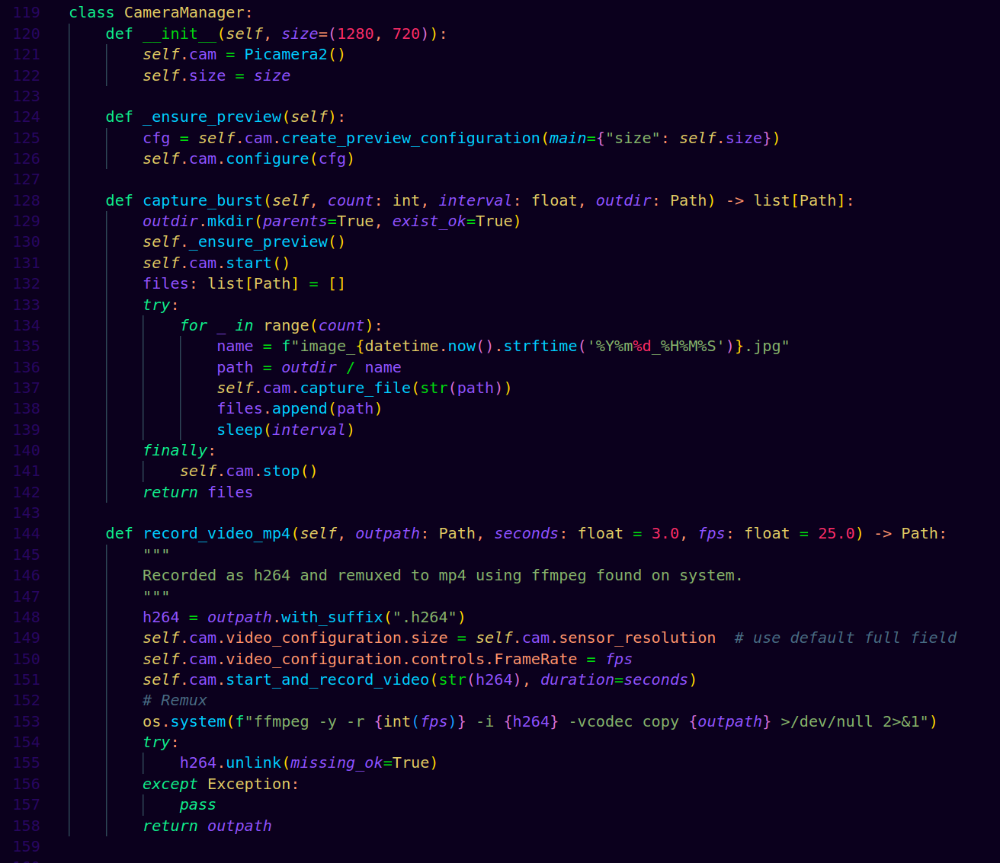 119 class CameraManager:
120     def __init__(self, size=(1280, 720)):
121         self.cam = Picamera2()
122         self.size = size
123
124     def _ensure_preview(self):
125         cfg = self.cam.create_preview_configuration(main={"size": self.size})
126         self.cam.configure(cfg)
127
128     def capture_burst(self, count: int, interval: float, outdir: Path) -> list[Path]:
129         outdir.mkdir(parents=True, exist_ok=True)
130         self._ensure_preview()
131         self.cam.start()
132         files: list[Path] = []
133         try:
134             for _ in range(count):
135                 name = f"image_{datetime.now().strftime('%Y%m%d_%H%M%S')}.jpg"
136                 path = outdir / name
137                 self.cam.capture_file(str(path))
138                 files.append(path)
139                 sleep(interval)
140         finally:
141             self.cam.stop()
142         return files
143
144     def record_video_mp4(self, outpath: Path, seconds: float = 3.0, fps: float = 25.0) -> Path:
145         """
146         Recorded as h264 and remuxed to mp4 using ffmpeg found on system.
147         """
148         h264 = outpath.with_suffix(".h264")
149         self.cam.video_configuration.size = self.cam.sensor_resolution  # use default full field
150         self.cam.video_configuration.controls.FrameRate = fps
151         self.cam.start_and_record_video(str(h264), duration=seconds)
152         # Remux
153         os.system(f"ffmpeg -y -r {int(fps)} -i {h264} -vcodec copy {outpath} >/dev/null 2>&1")
154         try:
155             h264.unlink(missing_ok=True)
156         except Exception:
157             pass
158         return outpath
159